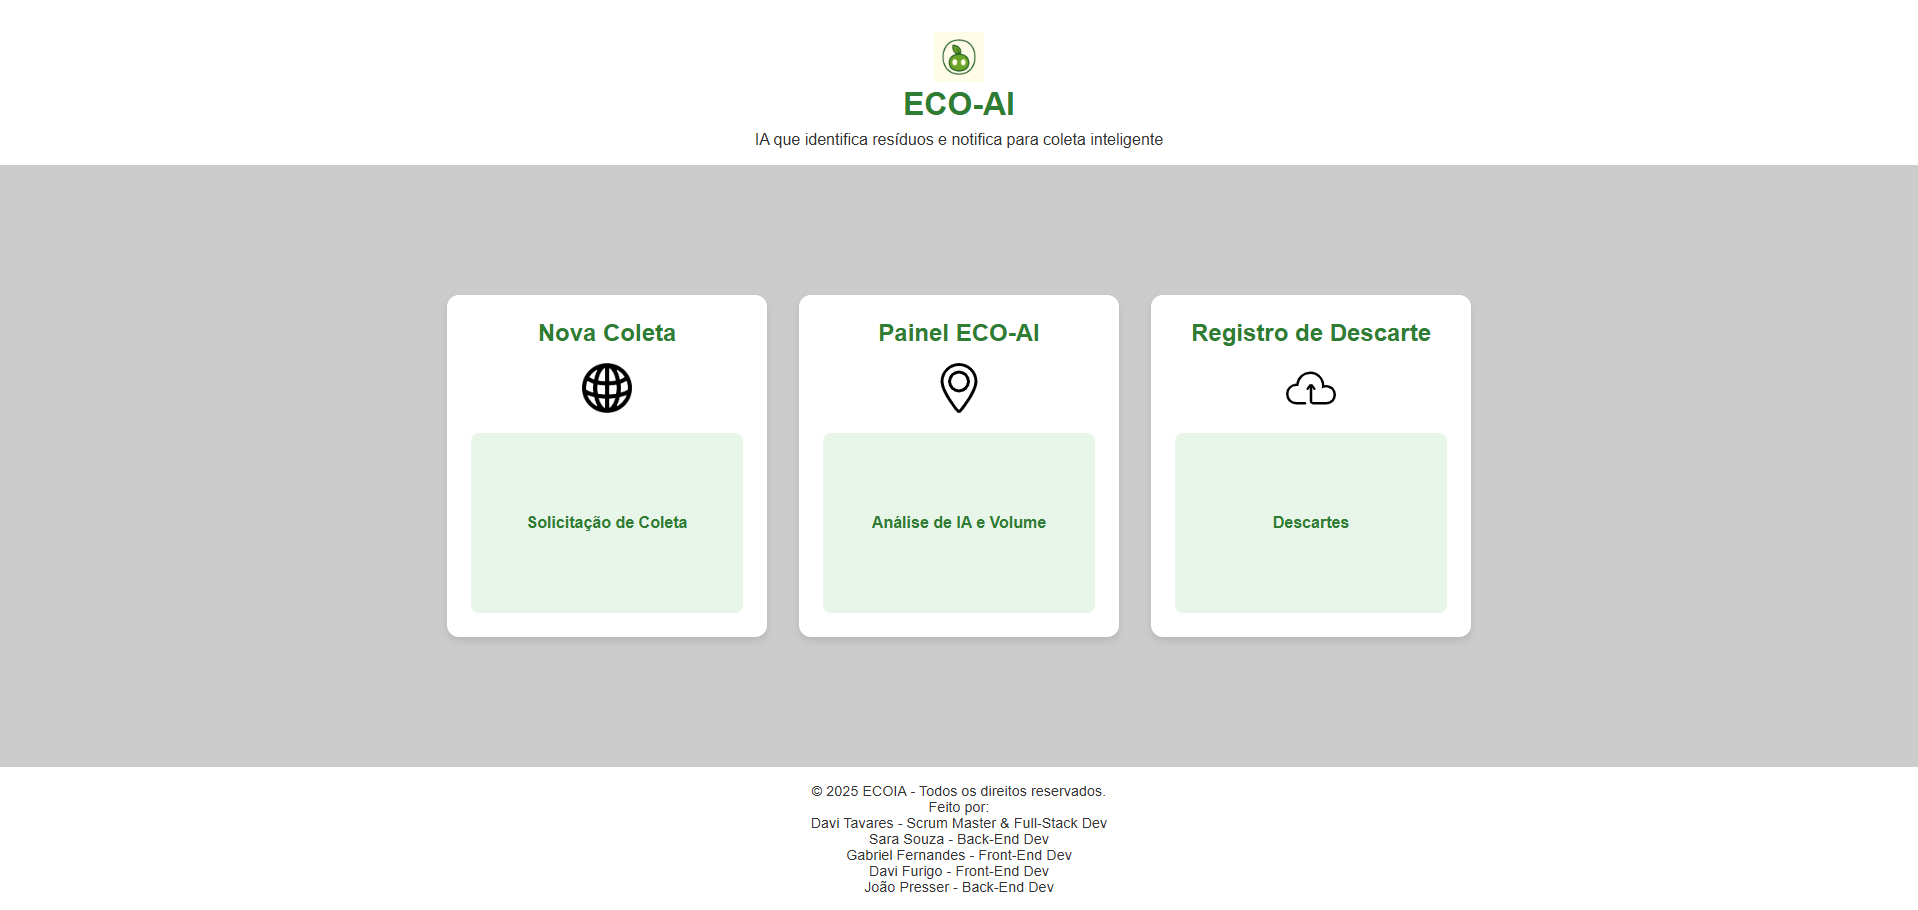 ECO-AI
IA que identifica resíduos e notifica para coleta inteligente
Nova Coleta
Solicitação de Coleta
Painel ECO-AI
Análise de IA e Volume
Registro de Descarte
Descartes
© 2025 ECOIA - Todos os direitos reservados.
Feito por:
Davi Tavares - Scrum Master & Full-Stack Dev
Sara Souza - Back-End Dev
Gabriel Fernandes - Front-End Dev
Davi Furigo - Front-End Dev
João Presser - Back-End Dev